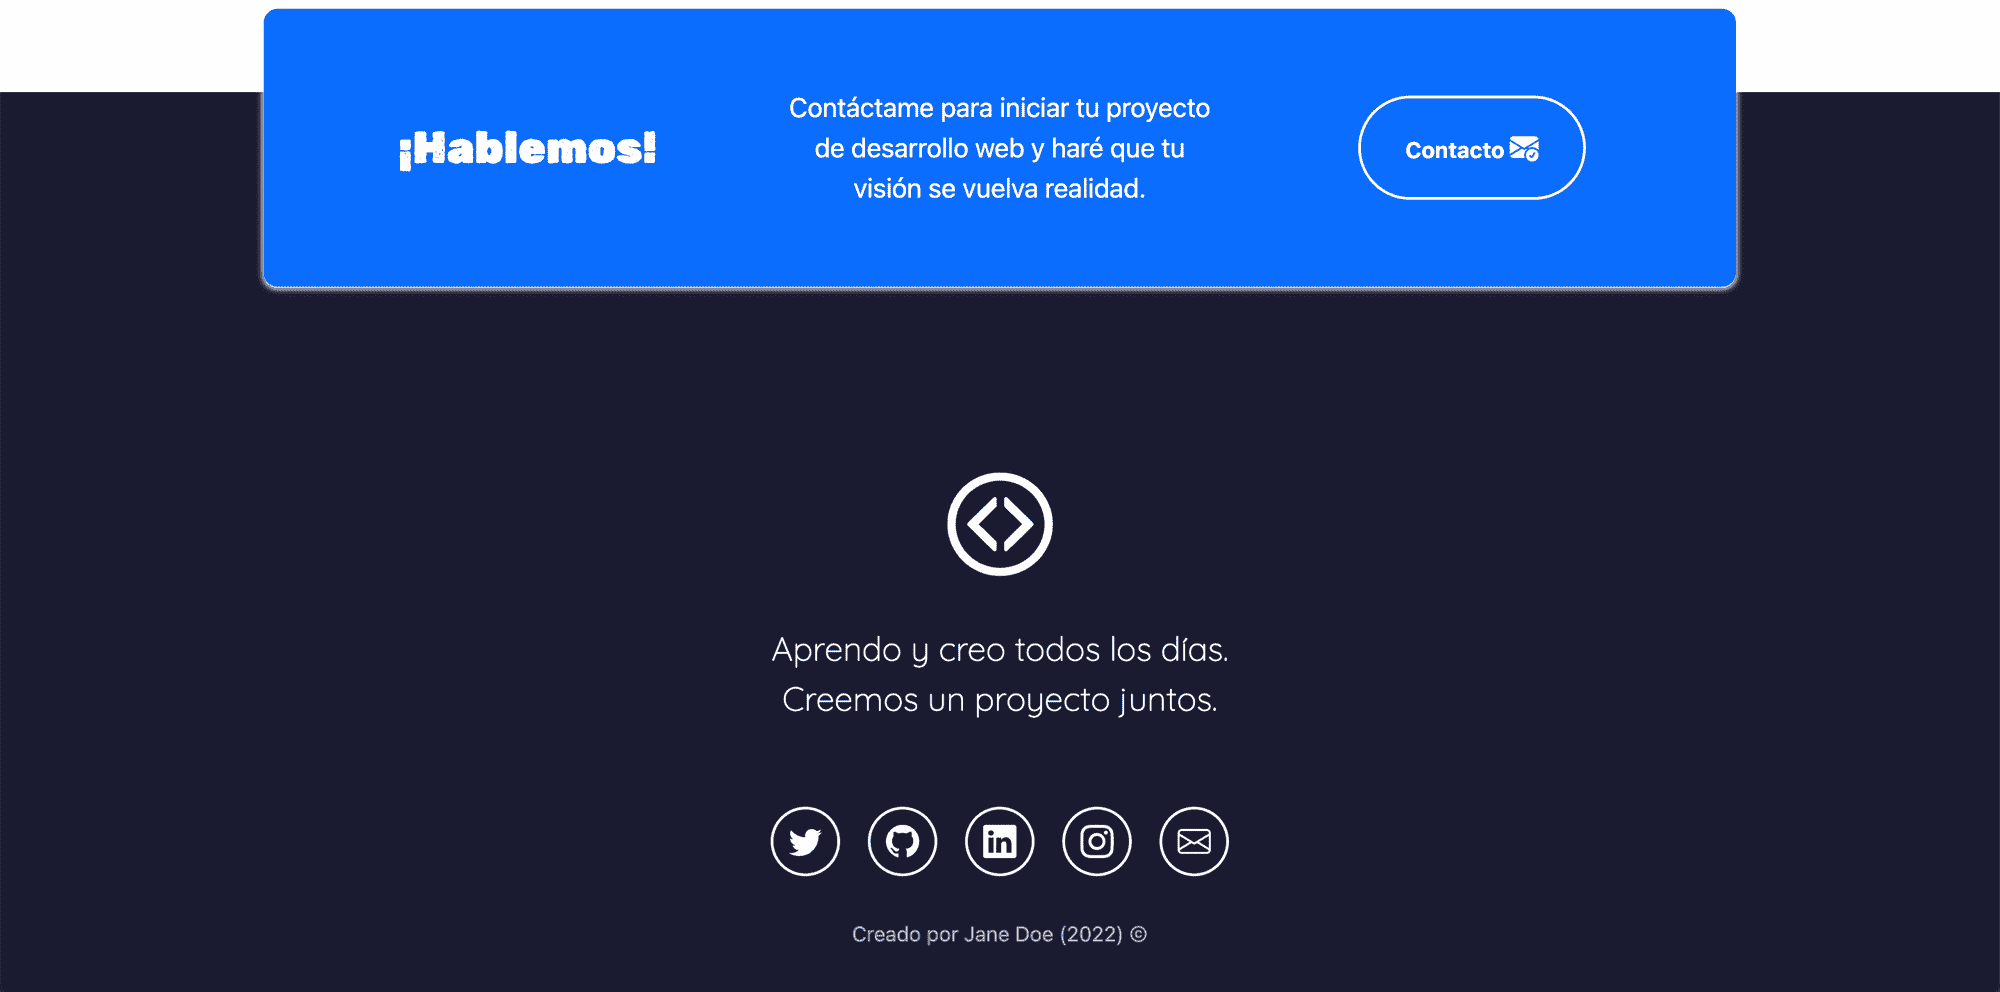 ¡Hablemos!
Contáctame para iniciar tu proyecto
de desarrollo web y haré que tu
visión se vuelva realidad.
Contacto
Aprendo y creo todos los días.
Creemos un proyecto juntos.
Creado por Jane Doe (2022) ©